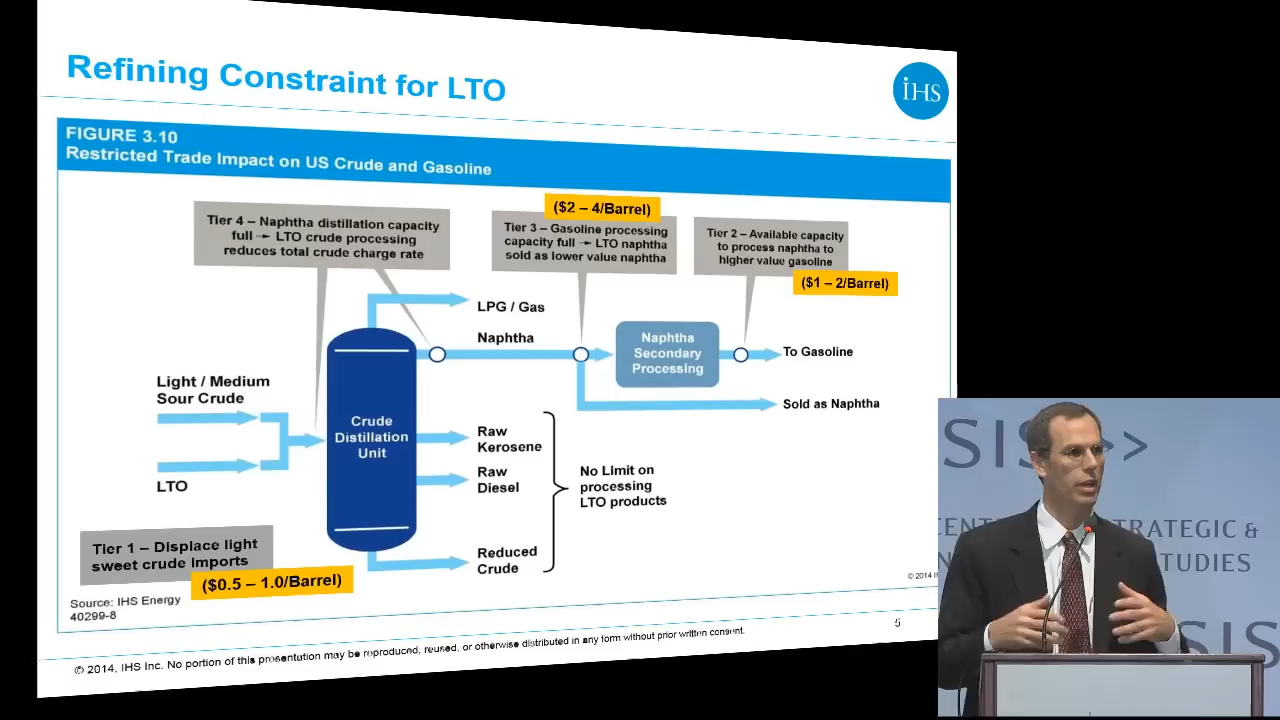 Refining Constraint for LTO
iHS
FIGURE 3.10
Restricted Trade Impact on US Crude and Gasoline
Tier 4 – Naphtha distillation capacity
full → LTO crude processing
reduces total crude charge rate
($2 – 4/Barrel)
Tier 3 – Gasoline processing
capacity full → LTO naphtha
sold as lower value naphtha
Tier 2 – Available capacity
to process naphtha to
higher value gasoline
($1 – 2/Barrel)
LPG / Gas
Naphtha
Naphtha
Secondary
Processing
To Gasoline
Sold as Naphtha
Light / Medium
Sour Crude
LTO
Crude
Distillation
Unit
Raw
Kerosene
Raw
Diesel
Reduced
Crude
No Limit on
processing
LTO products
Tier 1 – Displace light
sweet crude imports
($0.5 – 1.0/Barrel)
Source: IHS Energy
40299-8
© 2014 
5
© 2014, IHS Inc. No portion of this presentation may be reproduced, reused, or otherwise distributed in any form without prior written consent.
SIS >>
STRATEGIC &
STUDIES
SIS